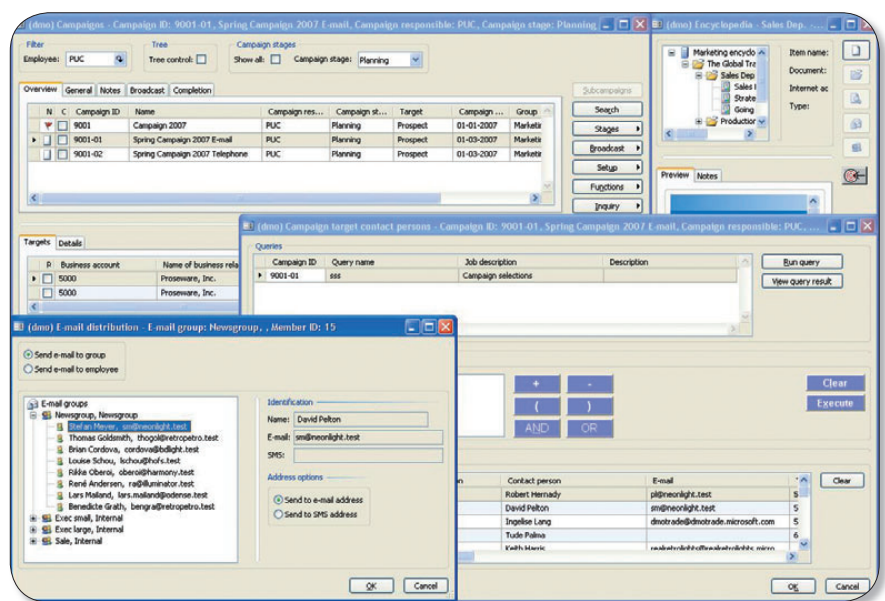 (dmo) Campaigns - Campaign ID: 9001-01, Spring Campaign 2007 E-mail, Campaign responsible: PUC, Campaign stage: Planning
Filter
Employee: PUC
Tree
Tree control:
Campaign stages
Show all: Campaign stage: Planning
Overview General Notes Broadcast Completion
N C Campaign ID Name Campaign res... Campaign st... Target Campaign ... Group
9001 Campaign 2007 PUC Planning Prospect 01-01-2007 Marketir
9001-01 Spring Campaign 2007 E-mail PUC Planning Prospect 01-03-2007 Marketir
9001-02 Spring Campaign 2007 Telephone PUC Planning Prospect 01-03-2007 Marketir
Subcampaigns
Search
Stages
Broadcast
Setup
Functions
Inquiry
(dmo) Encyclopedia - Sales Dep. - ...
Marketing encyclo
The Global Tra
Sales Dep
Sales I
Strate
Going
Productior
Item name:
Document:
Internet ac
Type:
Preview Notes
Targets Details
Business account Name of business rela
5000 Proseware, Inc.
5000 Proseware, Inc.
(dmo) Campaign target contact persons - Campaign ID: 9001-01, Spring Campaign 2007 E-mail, Campaign responsible: PUC, ...
Queries
Campaign ID Query name Job description Description
9001-01 sss Campaign selections
Run query
View query result
+ -
( )
AND OR
Clear
Execute
Contact person E-mail
Robert Hernady pl@neonlight.test 5
David Pelton sm@neonlight.test 5
Ingelise Lang dmotrade@dmotrade.microsoft.com 5
Tude Palma 6
Keith Harris
Clear
OK Cancel
(dmo) E-mail distribution - E-mail group: Newsgroup, , Member ID: 15
Send e-mail to group
Send e-mail to employee
E-mail groups
Newsgroup, Newsgroup
Stefan Meyer, sm@neonlight.test
Thomas Goldsmith, thogol@retropetro.test
Brian Cordova, cordova@bdlight.test
Louise Schou, lschou@hofs.test
Rikke Oberoi, oberoi@harmony.test
René Andersen, ra@illuminator.test
Lars Mailand, lars.mailand@odense.test
Benedicte Grath, bengra@retropetro.test
Exec small, Internal
Exec large, Internal
Sale, Internal
Identification
Name: David Pelton
E-mail: sm@neonlight.test
SMS:
Address options
Send to e-mail address
Send to SMS address
OK Cancel